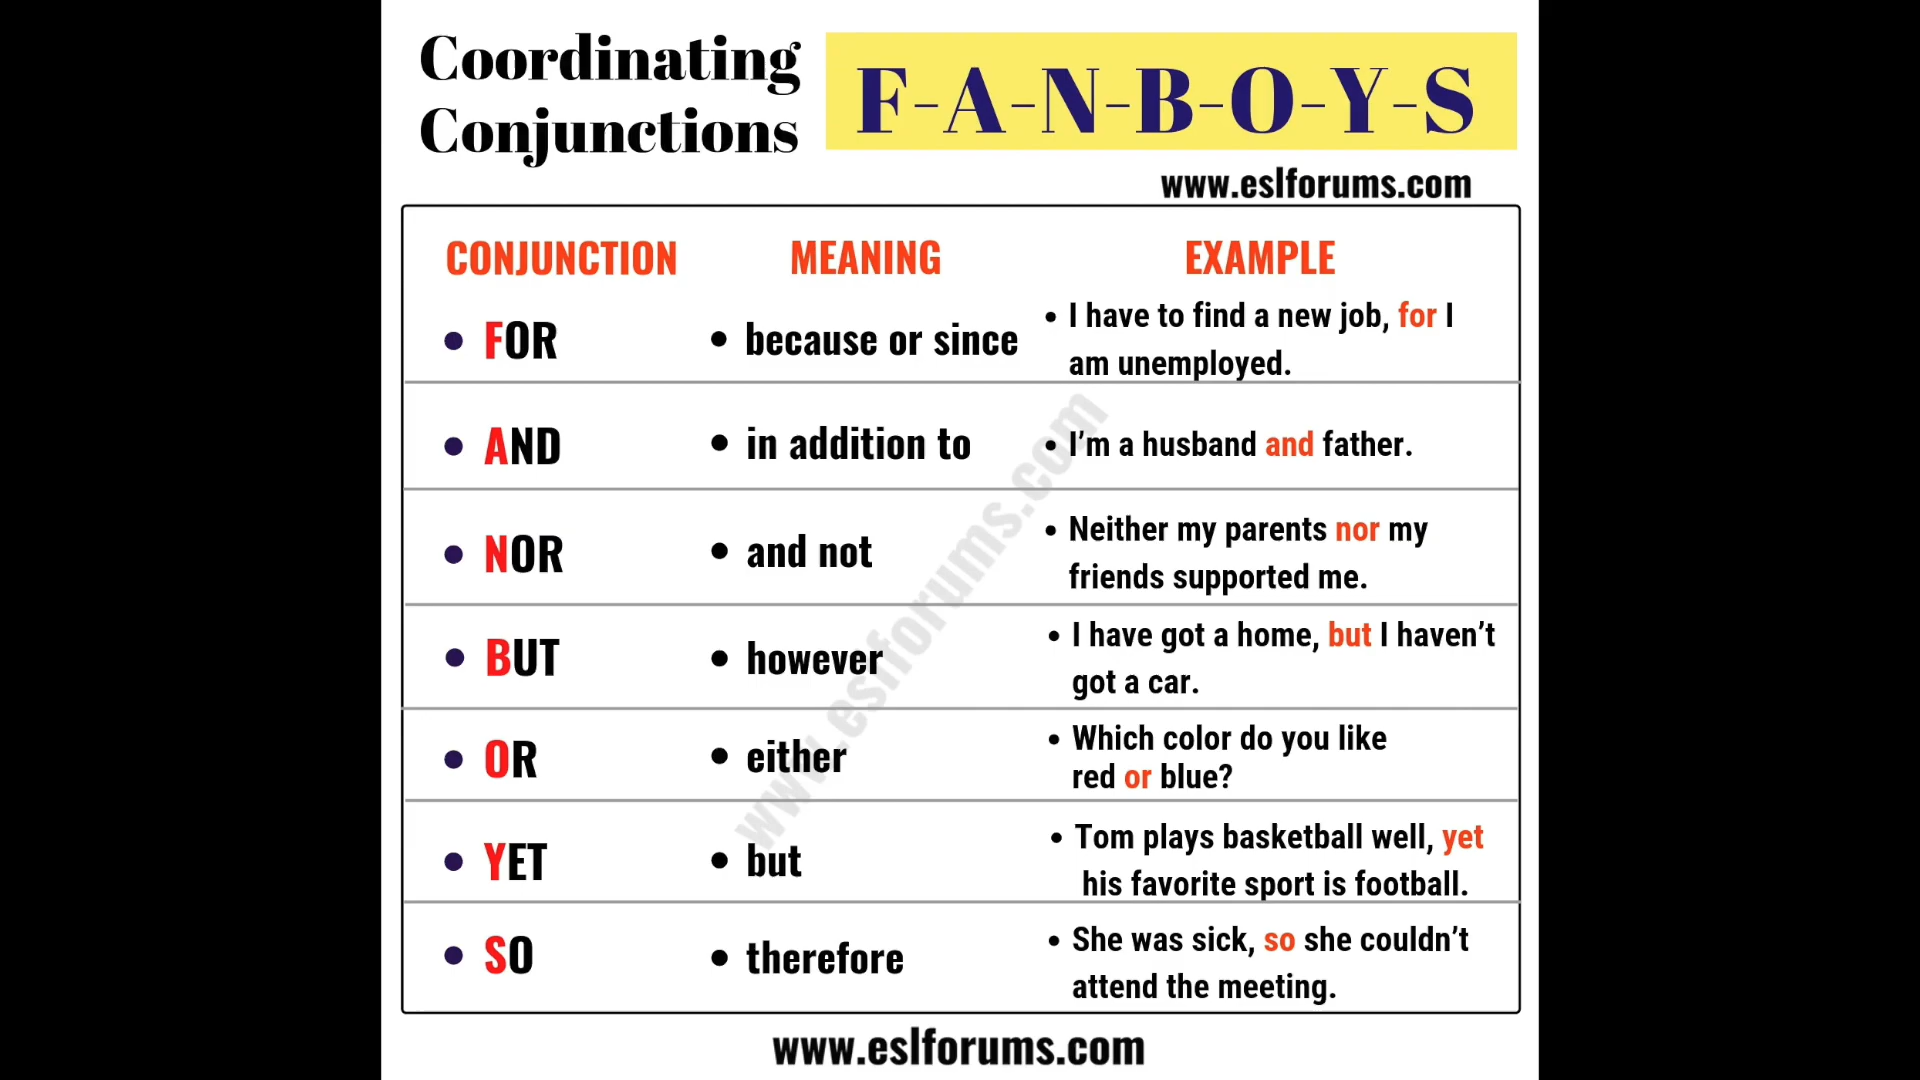 Coordinating
Conjunctions
F-A-N-B-O-Y-S
www.eslforums.com
CONJUNCTION MEANING EXAMPLE
• FOR • because or since • I have to find a new job, for I
am unemployed.
• AND • in addition to • I'm a husband and father.
• NOR • and not • Neither my parents nor my
friends supported me.
• BUT • however • I have got a home, but I haven't
got a car.
• OR • either • Which color do you like
red or blue?
• YET • but • Tom plays basketball well, yet
his favorite sport is football.
• SO • therefore • She was sick, so she couldn't
attend the meeting.
www.eslforums.com
www.eslforums.com